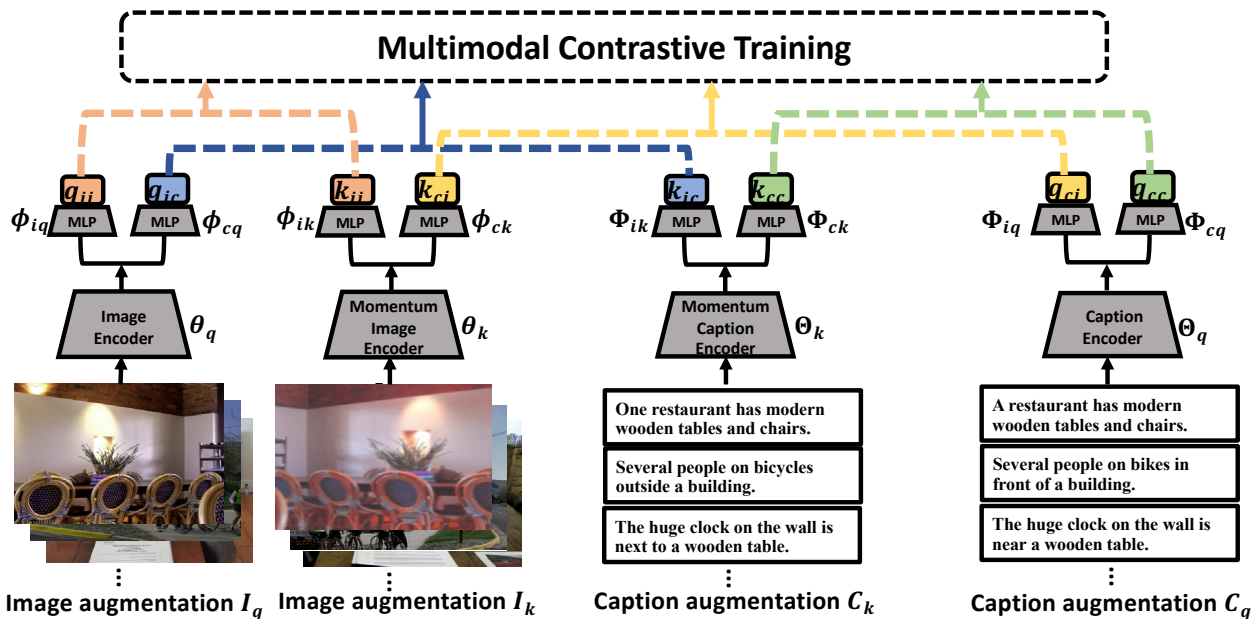 Multimodal Contrastive Training
q_ii q_ic k_ii k_ci k_ic k_cc q_ci q_cc
MLP MLP MLP MLP MLP MLP MLP MLP
ϕ_iq ϕ_cq ϕ_ik ϕ_ck Φ_ik Φ_ck Φ_iq Φ_cq
Image
Encoder
θ_q
Momentum
Image
Encoder
θ_k
Momentum
Caption
Encoder
Θ_k
Caption
Encoder
Θ_q
One restaurant has modern
wooden tables and chairs.
Several people on bicycles
outside a building.
The huge clock on the wall is
next to a wooden table.
A restaurant has modern
wooden tables and chairs.
Several people on bikes in
front of a building.
The huge clock on the wall is
near a wooden table.
⋮ ⋮ ⋮ ⋮
Image augmentation I_q
Image augmentation I_k
Caption augmentation C_k
Caption augmentation C_q